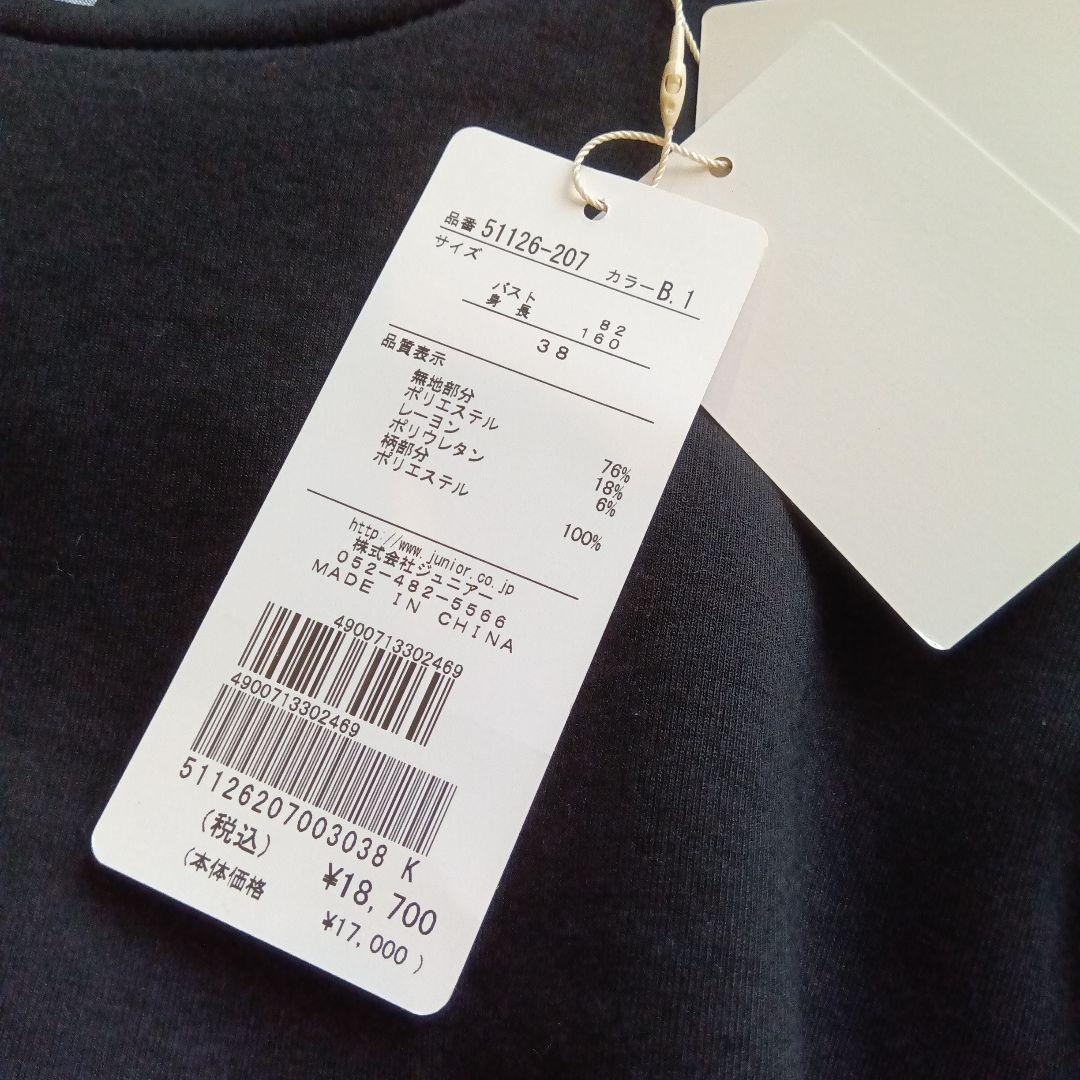 品番 51126-207 カラー B.1
サイズ
バスト 82
身長 160
38
品質表示
無地部分
ポリエステル 76%
レーヨン 18%
ポリウレタン 6%
柄部分
ポリエステル 100%
http://www.junior.co.jp
株式会社ジュニアー
052-482-5566
MADE IN CHINA
4900713302469
4900713302469
51126207003038 K
(税込) ¥18,700
(本体価格 ¥17,000)